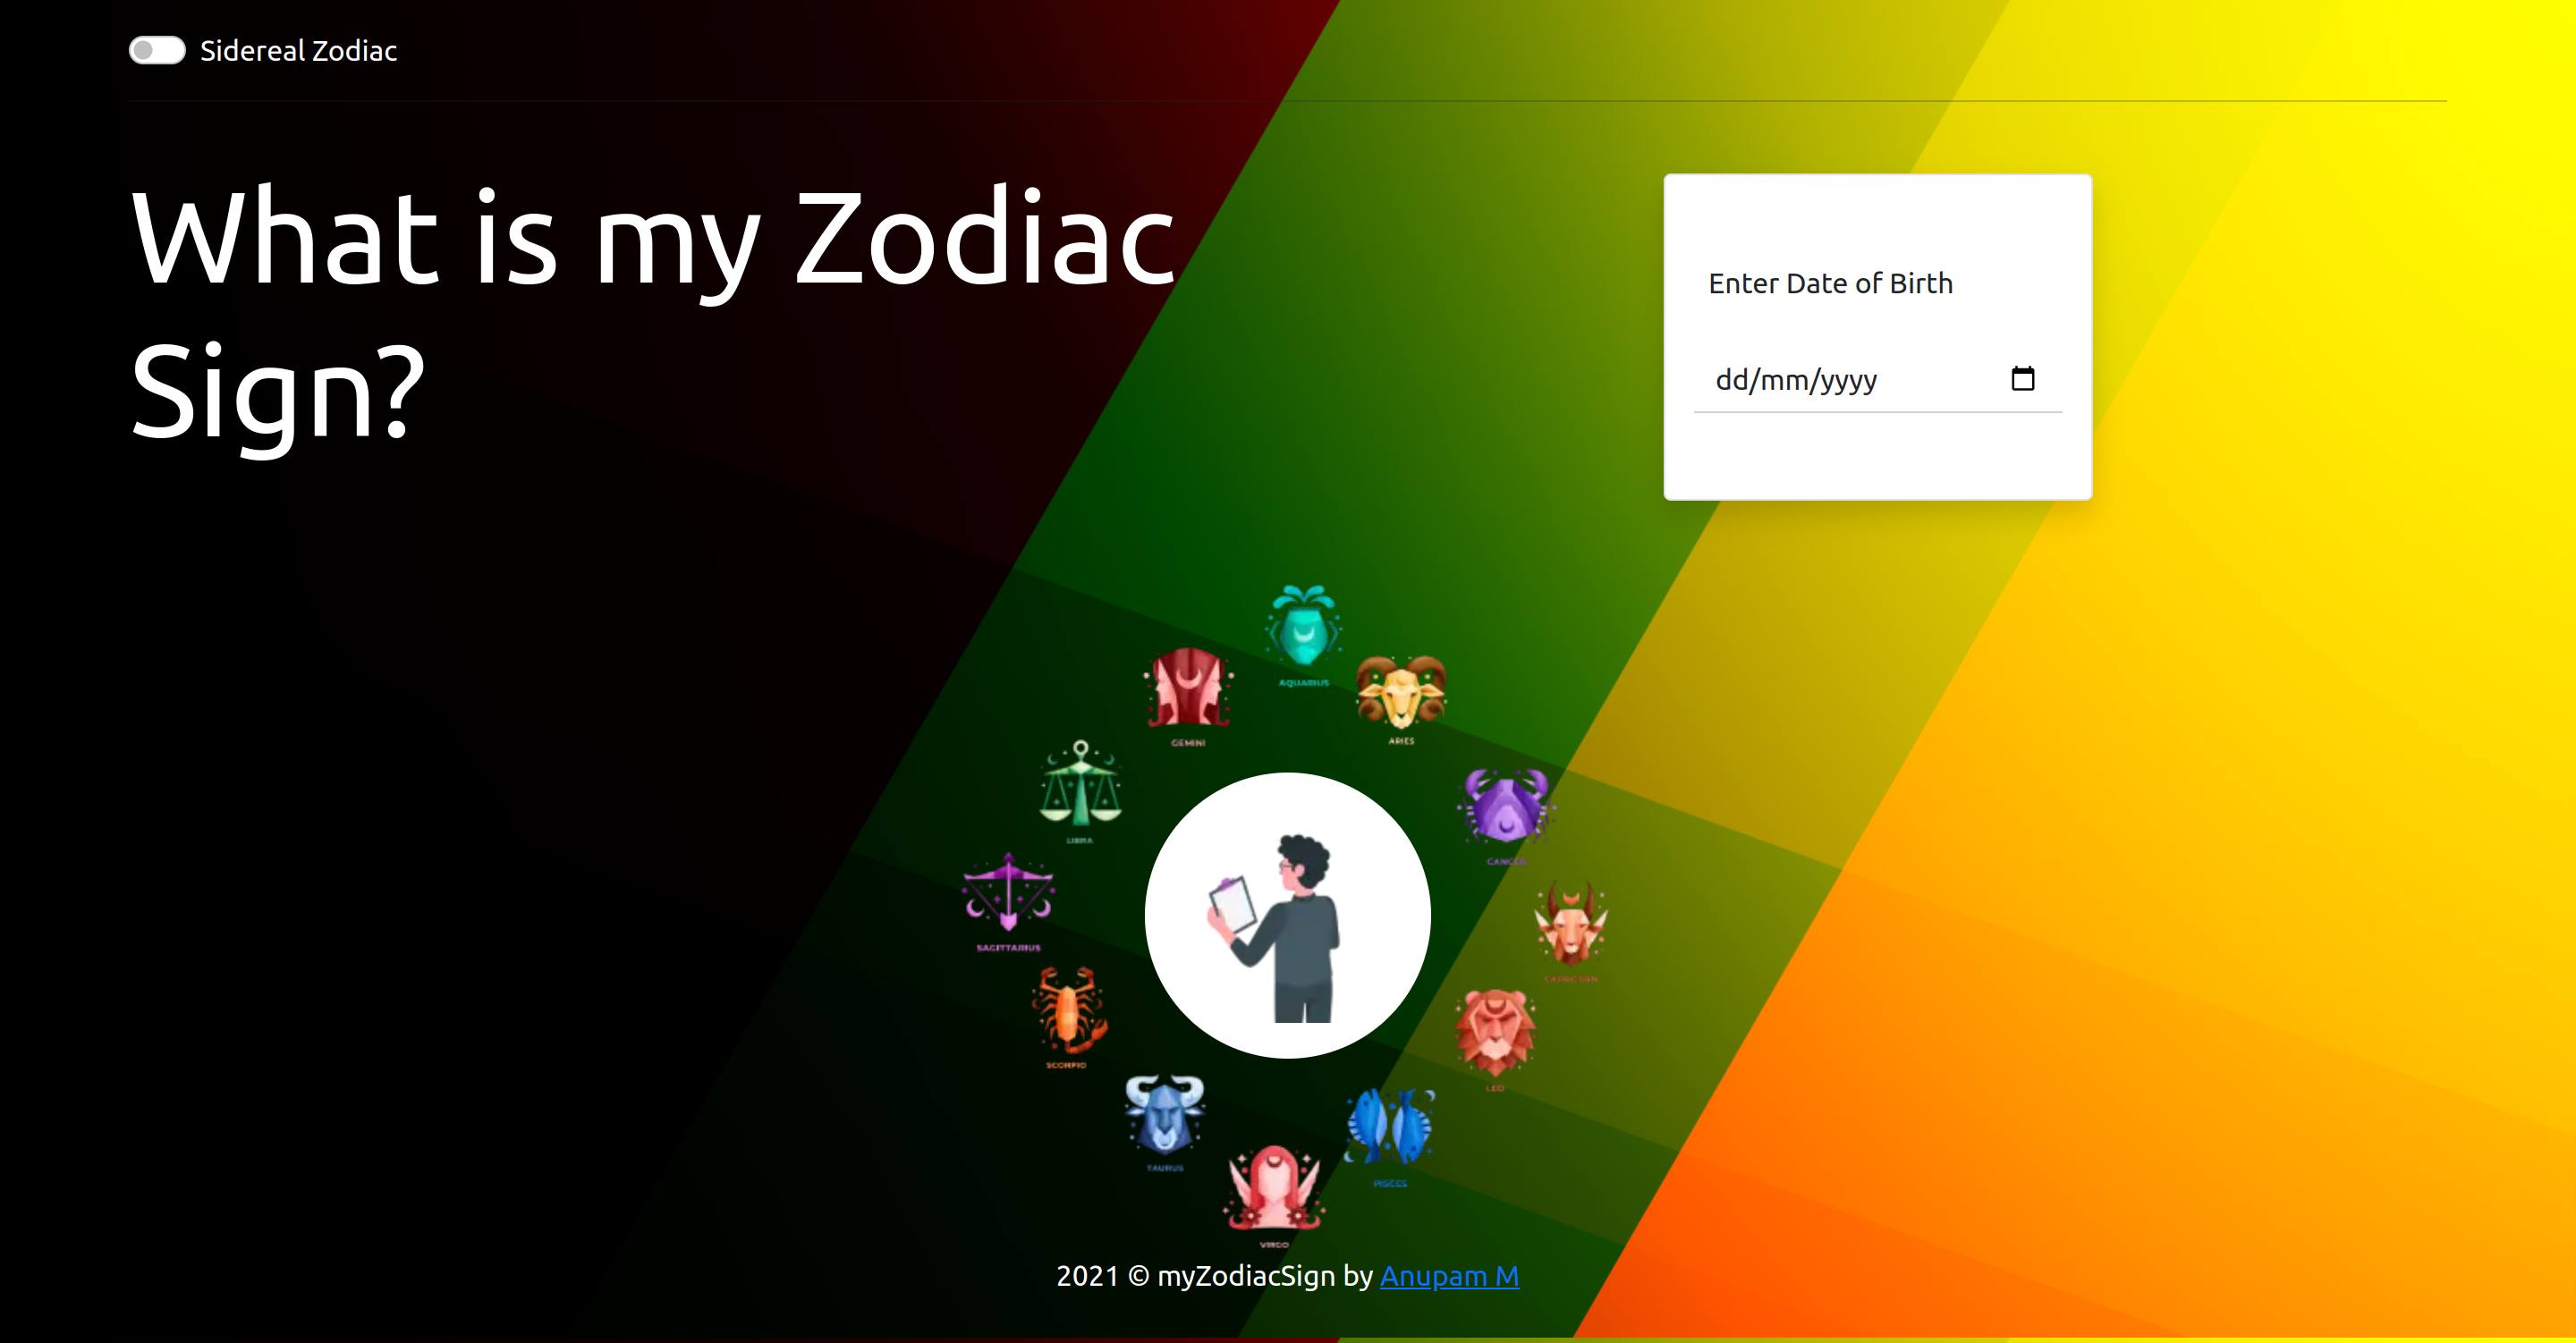 Sidereal Zodiac
What is my Zodiac
Sign?
Enter Date of Birth
dd/mm/yyyy
AQUARIUS
GEMINI
ARIES
LIBRA
CANCER
SAGITTARIUS
CAPRICORN
SCORPIO
LEO
TAURUS
PISCES
VIRGO
2021 © myZodiacSign by Anupam M